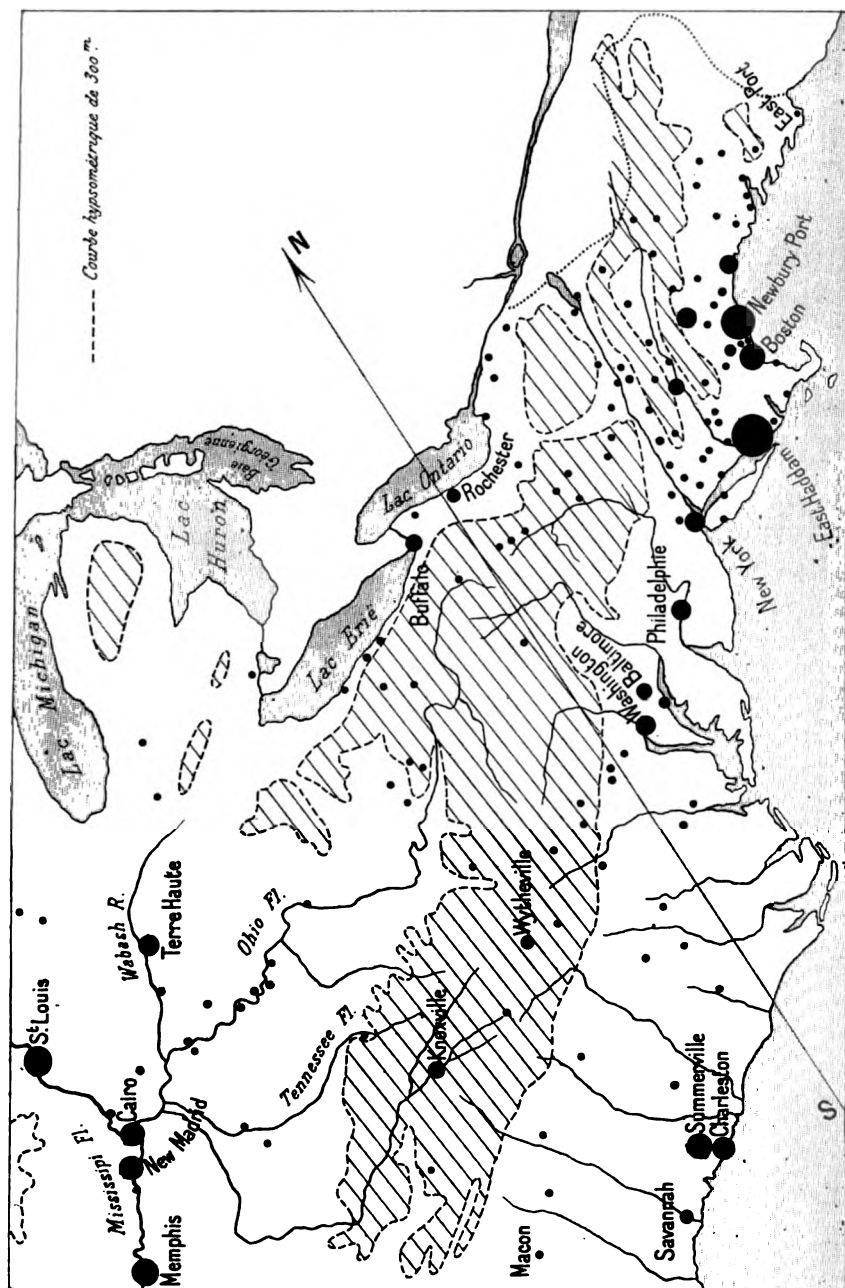 ------ Courbe hypsométrique de 300m.
N
Lac Michigan
Lac Huron
Baie Géorgienne
Lac Ontario
Lac Erié
Rochester
Buffalo
East Port
Newbury Port
Boston
East Haddam
New York
Philadelphie
Baltimore
Washington
St Louis
Wabash R.
Terre Haute
Ohio Fl.
Mississipi Fl.
Cairo
New Madrid
Memphis
Tennessee Fl.
Knoxville
Wytheville
Summerville
Charleston
Savannah
Macon
S